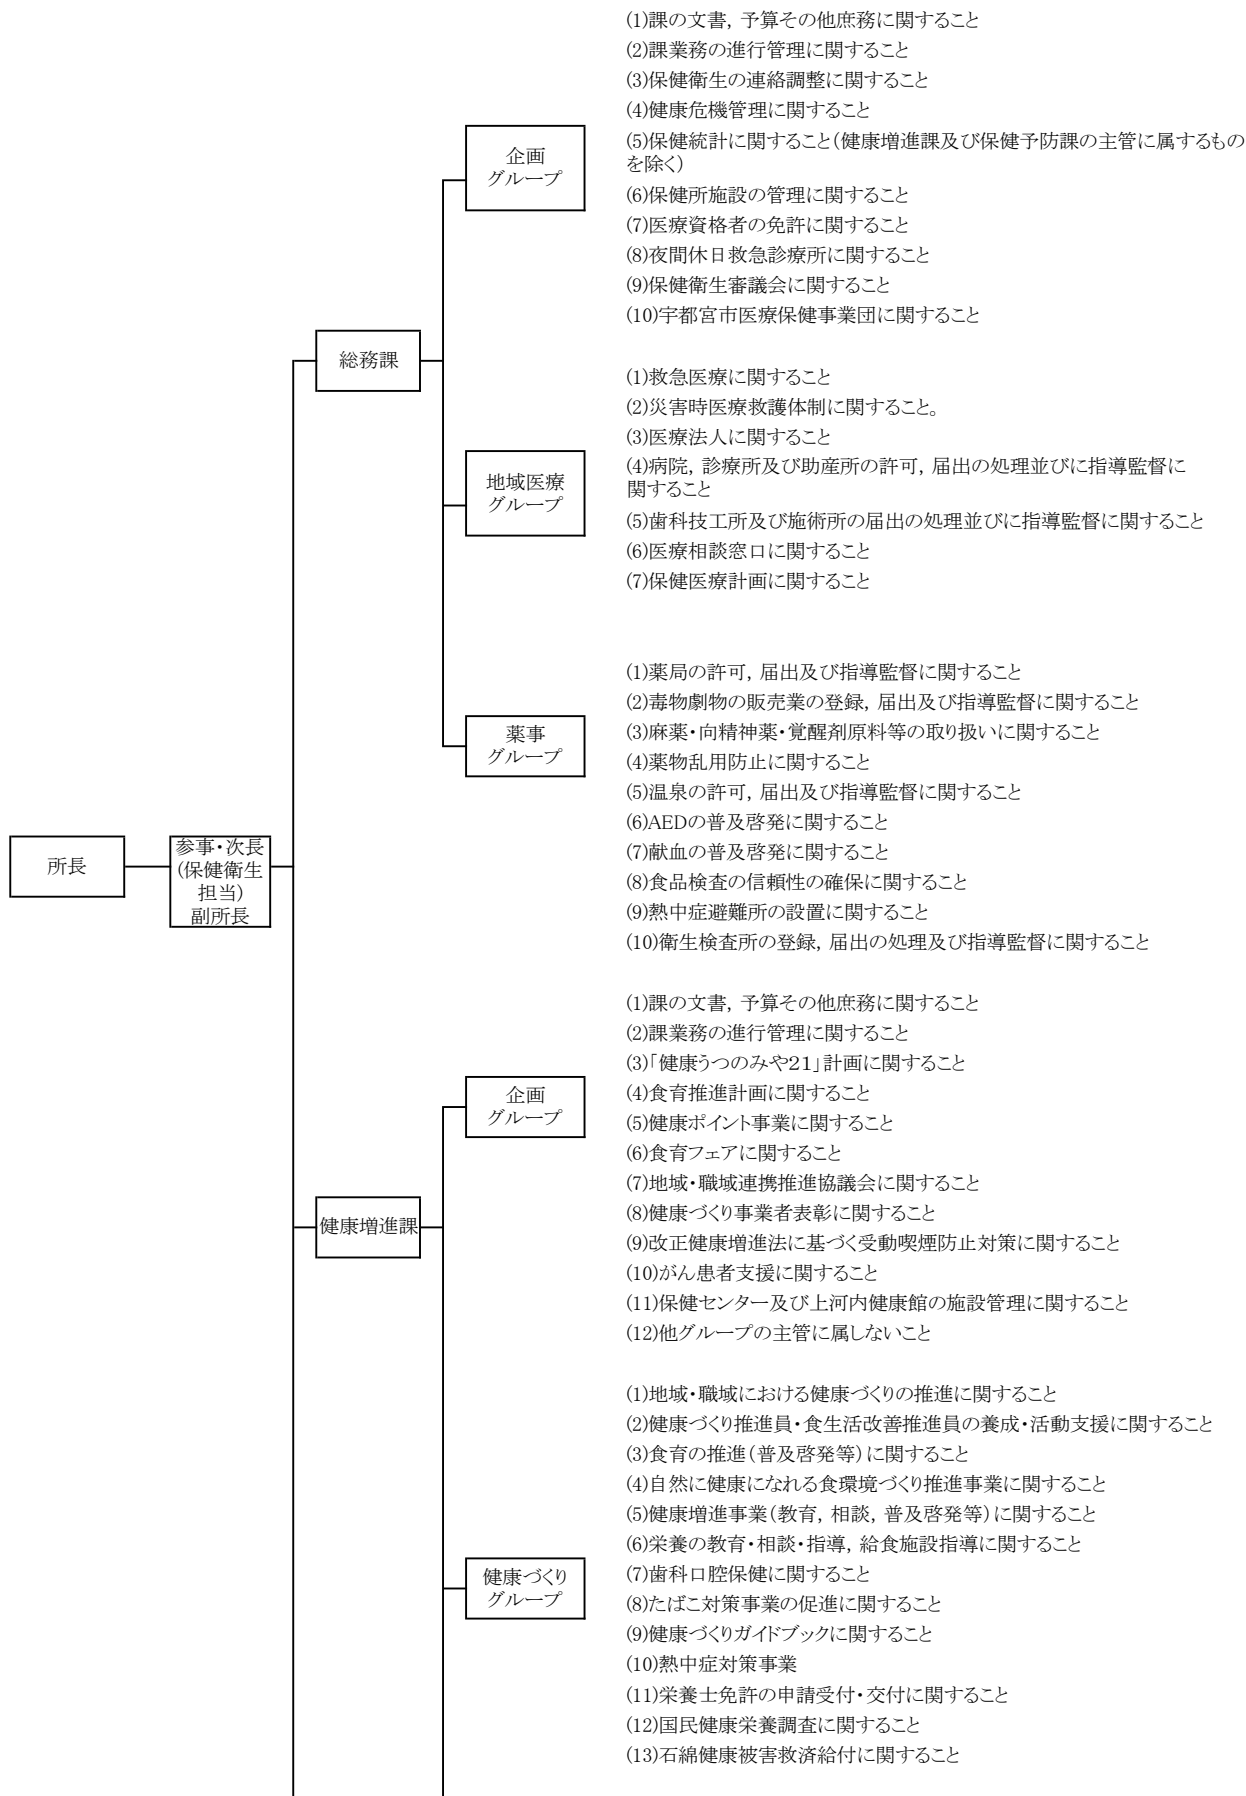 所長
参事・次長
(保健衛生
担当)
副所長
総務課
企画
グループ
(1)課の文書, 予算その他庶務に関すること
(2)課業務の進行管理に関すること
(3)保健衛生の連絡調整に関すること
(4)健康危機管理に関すること
(5)保健統計に関すること(健康増進課及び保健予防課の主管に属するもの
を除く)
(6)保健所施設の管理に関すること
(7)医療資格者の免許に関すること
(8)夜間休日救急診療所に関すること
(9)保健衛生審議会に関すること
(10)宇都宮市医療保健事業団に関すること
地域医療
グループ
(1)救急医療に関すること
(2)災害時医療救護体制に関すること。
(3)医療法人に関すること
(4)病院, 診療所及び助産所の許可, 届出の処理並びに指導監督に
関すること
(5)歯科技工所及び施術所の届出の処理並びに指導監督に関すること
(6)医療相談窓口に関すること
(7)保健医療計画に関すること
薬事
グループ
(1)薬局の許可, 届出及び指導監督に関すること
(2)毒物劇物の販売業の登録, 届出及び指導監督に関すること
(3)麻薬・向精神薬・覚醒剤原料等の取り扱いに関すること
(4)薬物乱用防止に関すること
(5)温泉の許可, 届出及び指導監督に関すること
(6)AEDの普及啓発に関すること
(7)献血の普及啓発に関すること
(8)食品検査の信頼性の確保に関すること
(9)熱中症避難所の設置に関すること
(10)衛生検査所の登録, 届出の処理及び指導監督に関すること
健康増進課
企画
グループ
(1)課の文書, 予算その他庶務に関すること
(2)課業務の進行管理に関すること
(3)「健康うつのみや21」計画に関すること
(4)食育推進計画に関すること
(5)健康ポイント事業に関すること
(6)食育フェアに関すること
(7)地域・職域連携推進協議会に関すること
(8)健康づくり事業者表彰に関すること
(9)改正健康増進法に基づく受動喫煙防止対策に関すること
(10)がん患者支援に関すること
(11)保健センター及び上河内健康館の施設管理に関すること
(12)他グループの主管に属しないこと
健康づくり
グループ
(1)地域・職域における健康づくりの推進に関すること
(2)健康づくり推進員・食生活改善推進員の養成・活動支援に関すること
(3)食育の推進(普及啓発等)に関すること
(4)自然に健康になれる食環境づくり推進事業に関すること
(5)健康増進事業(教育, 相談, 普及啓発等)に関すること
(6)栄養の教育・相談・指導, 給食施設指導に関すること
(7)歯科口腔保健に関すること
(8)たばこ対策事業の促進に関すること
(9)健康づくりガイドブックに関すること
(10)熱中症対策事業
(11)栄養士免許の申請受付・交付に関すること
(12)国民健康栄養調査に関すること
(13)石綿健康被害救済給付に関すること